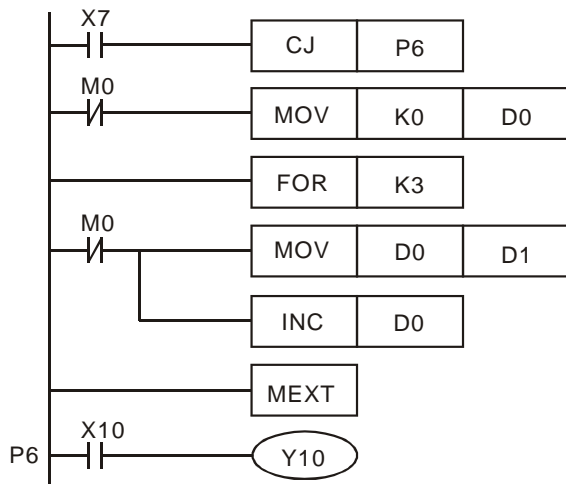 X7
CJ P6
M0
MOV K0 D0
FOR K3
M0
MOV D0 D1
INC D0
MEXT
X10
P6 Y10